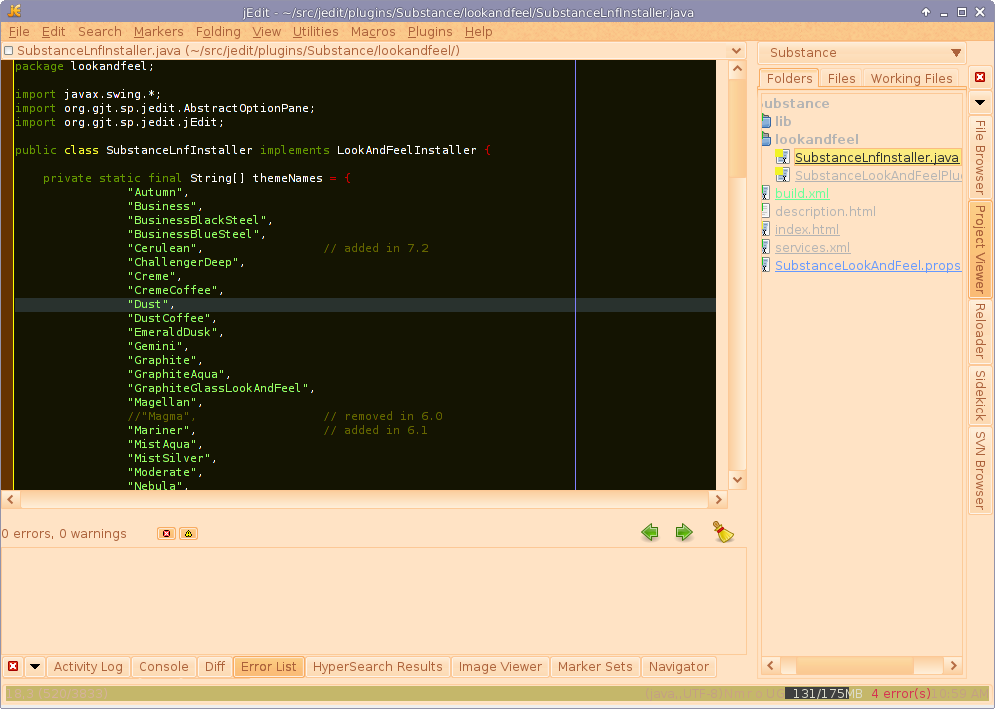 jEdit - ~/src/jedit/plugins/Substance/lookandfeel/SubstanceLnfInstaller.java
File Edit Search Markers Folding View Utilities Macros Plugins Help
SubstanceLnfInstaller.java (~/src/jedit/plugins/Substance/lookandfeel/)
package lookandfeel;
import javax.swing.*;
import org.gjt.sp.jedit.AbstractOptionPane;
import org.gjt.sp.jedit.jEdit;
public class SubstanceLnfInstaller implements LookAndFeelInstaller {
private static final String[] themeNames = {
"Autumn",
"Business",
"BusinessBlackSteel",
"BusinessBlueSteel",
"Cerulean", // added in 7.2
"ChallengerDeep",
"Creme",
"CremeCoffee",
"Dust",
"DustCoffee",
"EmeraldDusk",
"Gemini",
"Graphite",
"GraphiteAqua",
"GraphiteGlassLookAndFeel",
"Magellan",
//"Magma", // removed in 6.0
"Mariner", // added in 6.1
"MistAqua",
"MistSilver",
"Moderate",
"Nebula",
Substance
Folders Files Working Files
ubstance
lib
lookandfeel
SubstanceLnfInstaller.java
SubstanceLookAndFeelPlu
build.xml
description.html
index.html
services.xml
SubstanceLookAndFeel.props
File Browser
Project Viewer
Reloader
Sidekick
SVN Browser
0 errors, 0 warnings
Activity Log Console Diff Error List HyperSearch Results Image Viewer Marker Sets Navigator
(java,UTF-8) 131/175MB 4 error(s) 10:59 AM